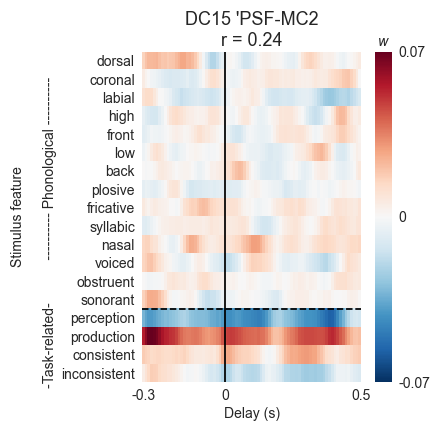 DC15 'PSF-MC2
r = 0.24
w
0.07
0
-0.07
Stimulus feature
---------- Phonological ----------
-Task-related-
dorsal
coronal
labial
high
front
low
back
plosive
fricative
syllabic
nasal
voiced
obstruent
sonorant
perception
production
consistent
inconsistent
-0.3 0 0.5
Delay (s)